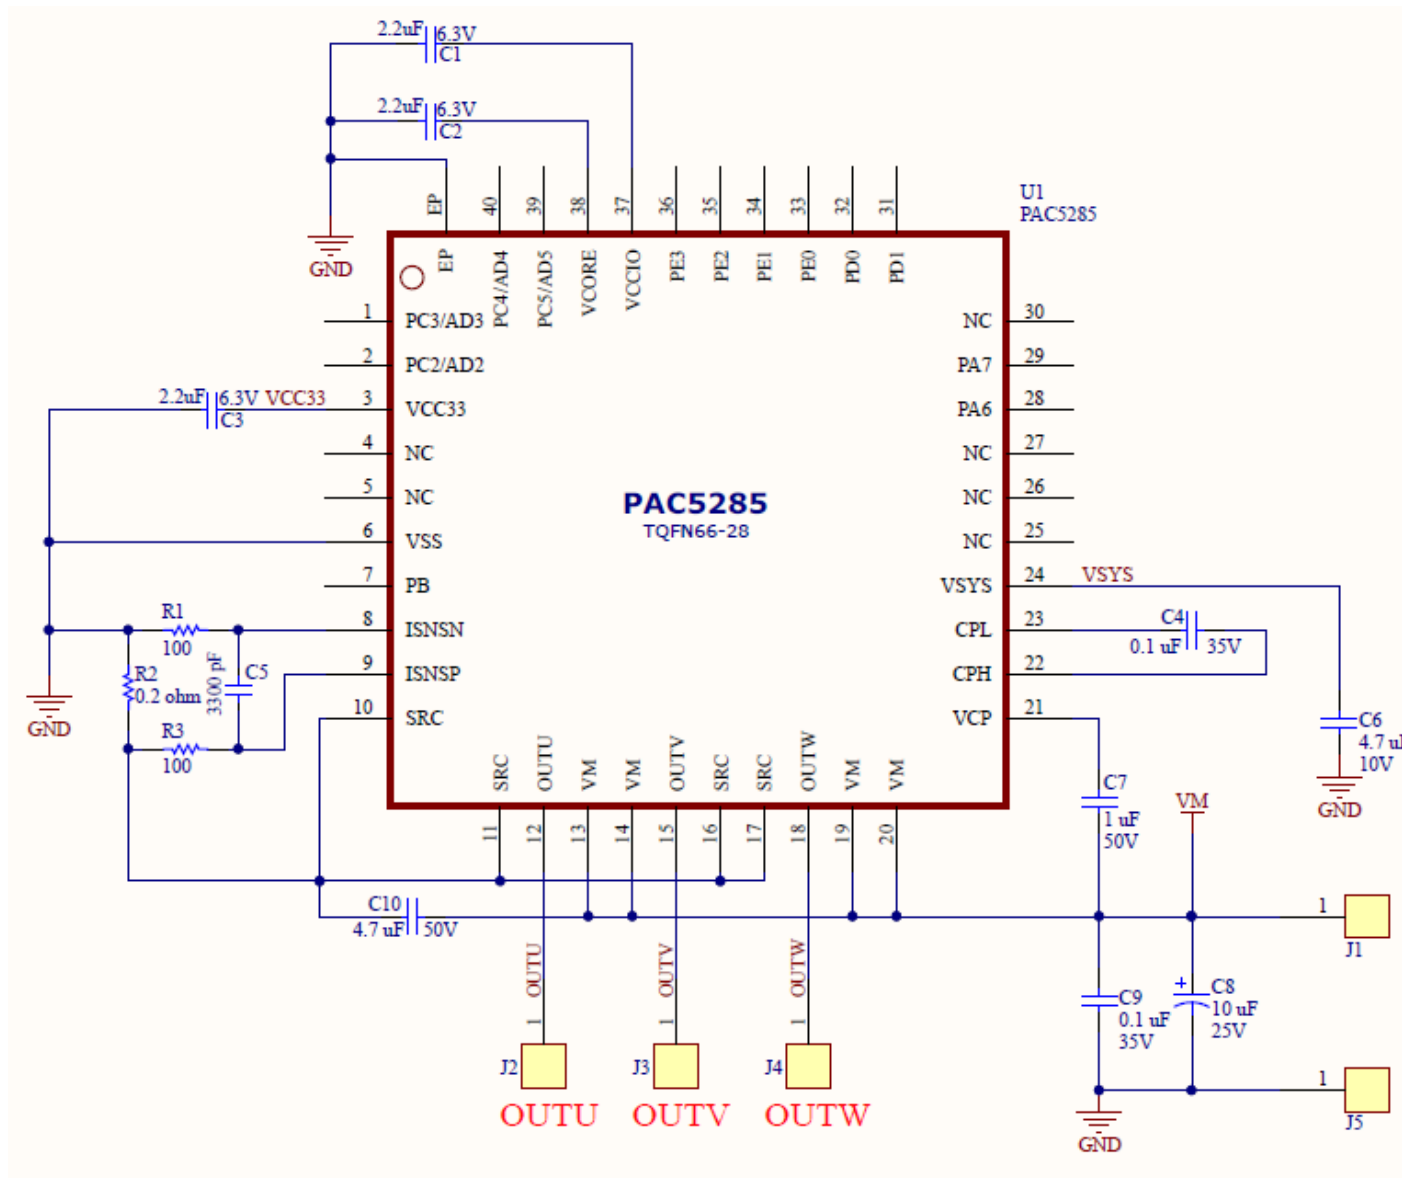 2.2uF 6.3V
C1
2.2uF 6.3V
C2
U1
PAC5285
EP 40 39 38 37 36 35 34 33 32 31
GND
EP PC4/AD4 PC5/AD5 VCORE VCCIO PE3 PE2 PE1 PE0 PD0 PD1
1 PC3/AD3 NC 30
2 PC2/AD2 PA7 29
2.2uF 6.3V VCC33 3 VCC33 PA6 28
C3
4 NC NC 27
5 NC NC 26
PAC5285
TQFN66-28
6 VSS NC 25
7 PB VSYS 24 VSYS
R1
100
8 ISNSN CPL 23 C4
0.1 uF 35V
R2
0.2 ohm
3300 pF
C5
9 ISNSP CPH 22
10 SRC VCP 21
GND
R3
100
C6
4.7 u
10V
GND
SRC OUTU VM VM OUTV SRC SRC OUTW VM VM
11 12 13 14 15 16 17 18 19 20
C7
1 uF
50V
VM
C10
4.7 uF 50V
1
J1
OUTU OUTV OUTW
C9
0.1 uF
35V
+
C8
10 uF
25V
1 1 1
J2 J3 J4
OUTU OUTV OUTW
1
J5
GND